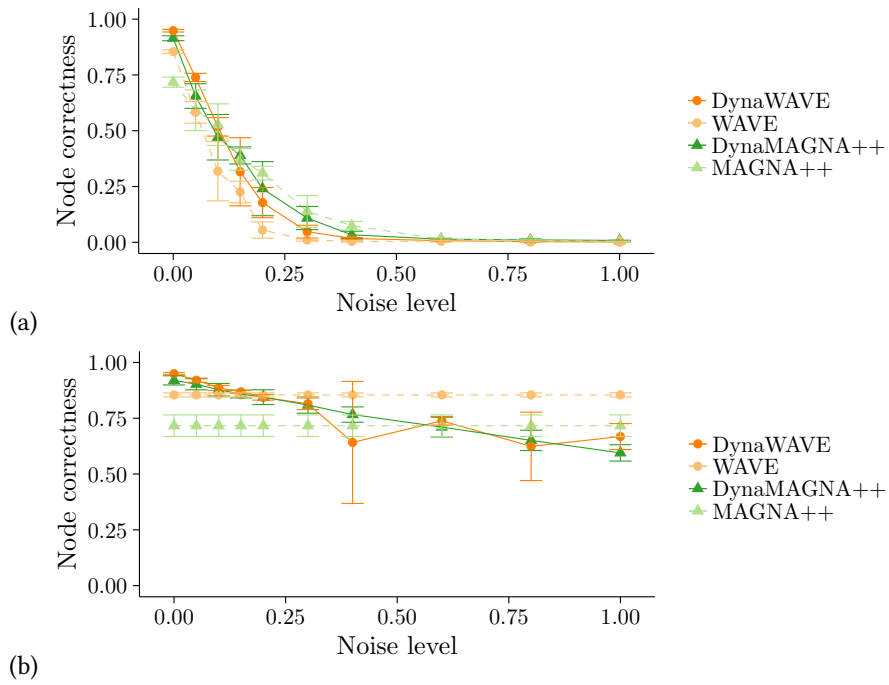 1.00
0.75
0.50
0.25
0.00
Node correctness
0.00 0.25 0.50 0.75 1.00
Noise level
DynaWAVE
WAVE
DynaMAGNA++
MAGNA++
(a)
1.00
0.75
0.50
0.25
0.00
Node correctness
0.00 0.25 0.50 0.75 1.00
Noise level
DynaWAVE
WAVE
DynaMAGNA++
MAGNA++
(b)